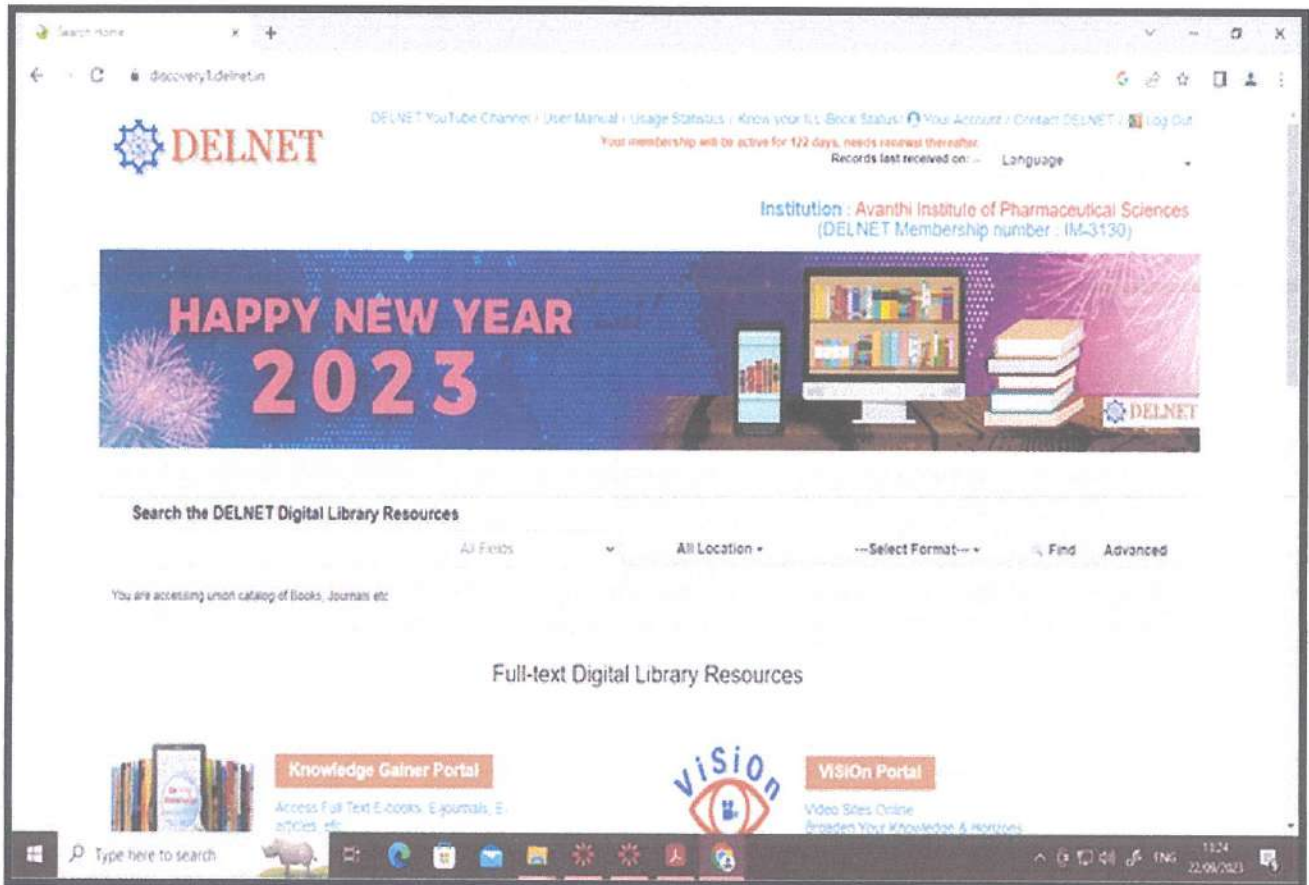 Search Home
discovery1.delnet.in
DELNET YouTube Channel / User Manual / Usage Statistics / Know your ILL-Book Status / Your Account / Contact DELNET / Log Out
DELNET
Your membership will be active for 122 days, needs renewal thereafter.
Records last received on: -- Language
Institution : Avanthi Institute of Pharmaceutical Sciences
(DELNET Membership number : IM-3130)
HAPPY NEW YEAR
2023
DELNET
Search the DELNET Digital Library Resources
All Fields All Location ---Select Format--- Find Advanced
You are accessing union catalog of Books, Journals etc
Full-text Digital Library Resources
Knowledge Gainer Portal
Access Full Text E-books, E-journals, E-
articles, etc
ViSiOn
ViSiOn Portal
Video Sites Online
Broaden Your Knowledge & Horizons
Type here to search
ENG
13:24
22/09/2023